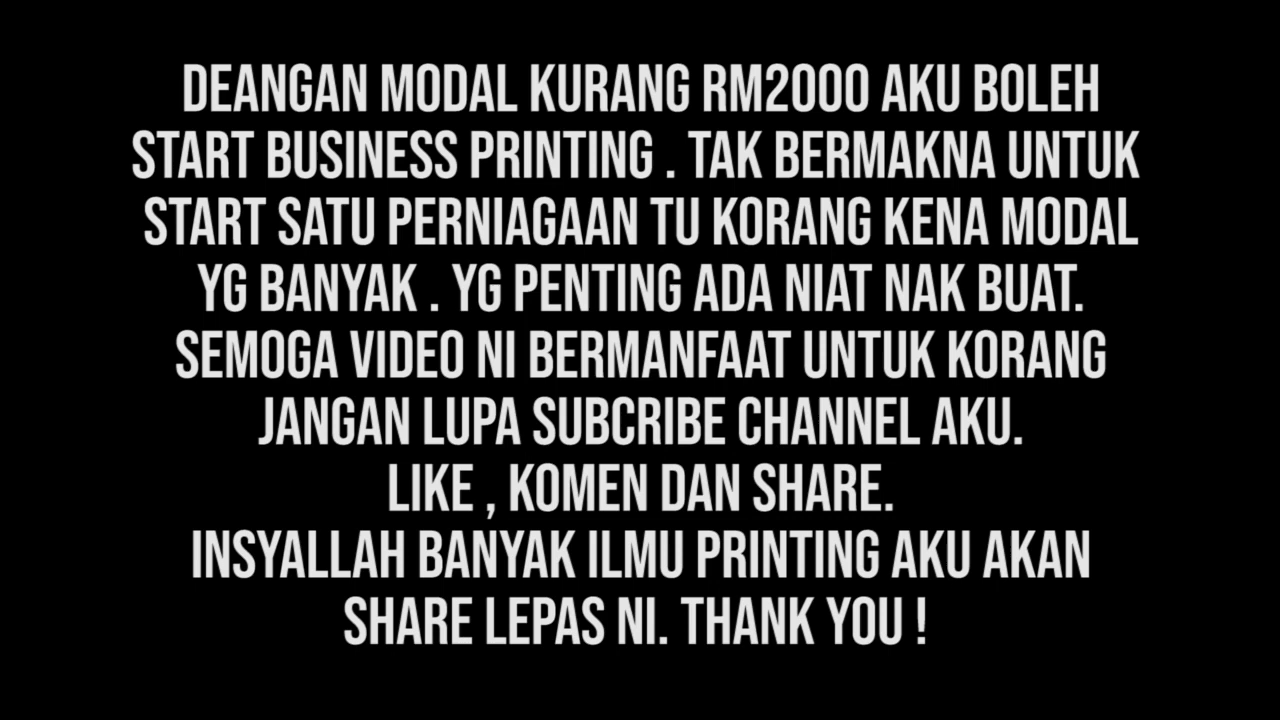 DEANGAN MODAL KURANG RM2000 AKU BOLEH
START BUSINESS PRINTING . TAK BERMAKNA UNTUK
START SATU PERNIAGAAN TU KORANG KENA MODAL
YG BANYAK . YG PENTING ADA NIAT NAK BUAT.
SEMOGA VIDEO NI BERMANFAAT UNTUK KORANG
JANGAN LUPA SUBCRIBE CHANNEL AKU.
LIKE , KOMEN DAN SHARE.
INSYALLAH BANYAK ILMU PRINTING AKU AKAN
SHARE LEPAS NI. THANK YOU !